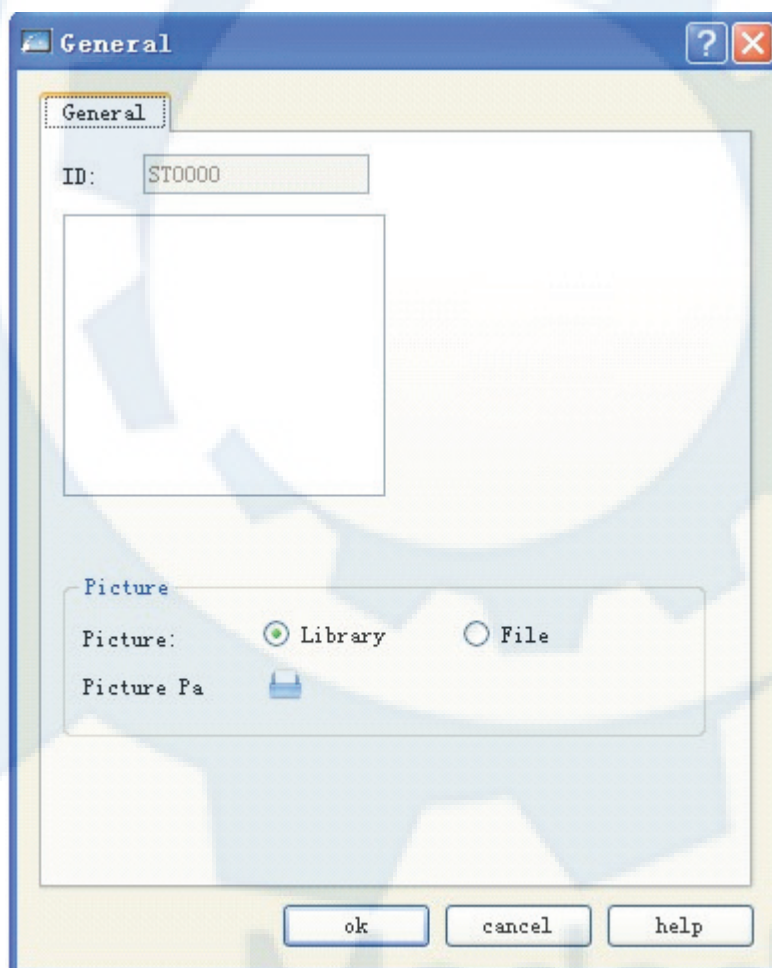 General
General
ID: ST0000
Picture
Picture: Library File
Picture Pa
ok cancel help